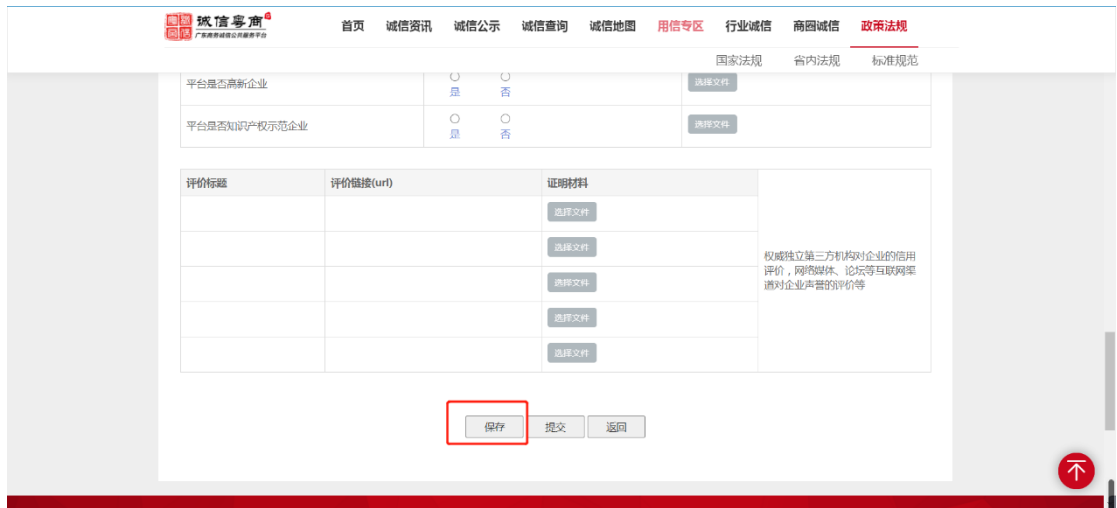 诚信粤商
广东商务诚信公共服务平台
首页 诚信资讯 诚信公示 诚信查询 诚信地图 用信专区 行业诚信 商圈诚信 政策法规
国家法规 省内法规 标准规范
平台是否高新企业 是 否 选择文件
平台是否知识产权示范企业 是 否 选择文件
评价标题 评价链接(url) 证明材料
选择文件
选择文件
选择文件
选择文件
选择文件
权威独立第三方机构对企业的信用
评价，网络媒体、论坛等互联网渠
道对企业声誉的评价等
保存 提交 返回